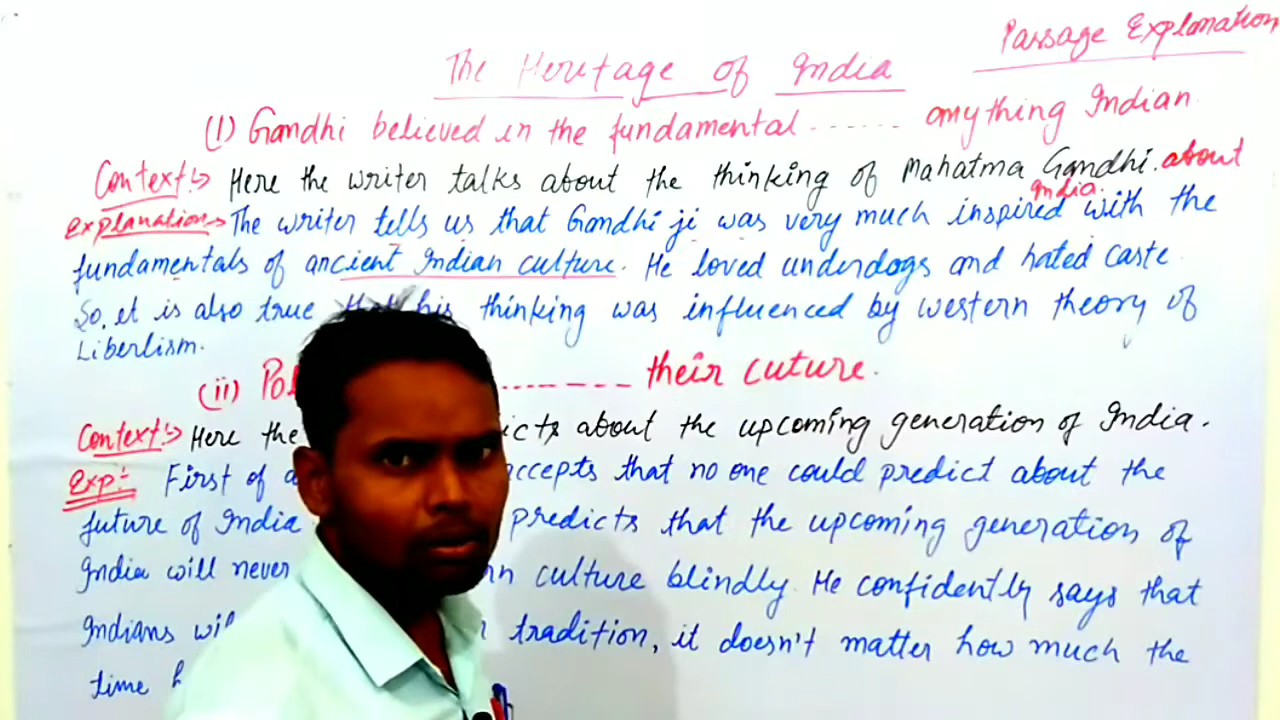 Passage Explanation
The Heritage of India
(1) Gandhi believed in the fundamental ...... anything Indian
Context:→ Here the writer talks about the thinking of Mahatma Gandhi. about India.
explanation→ The writer tells us that Gandhi ji was very much inspired with the
fundamentals of ancient Indian culture. He loved underdogs and hated caste.
So, it is also true that his thinking was influenced by western theory of
Liberlism.
(ii) --------- their cuture.
Context:→ Here the about the upcoming generation of India.
Exp:- First of accepts that no one could predict about the
future of India predicts that the upcoming generation of
India will never culture blindly. He confidently says that
Indians tradition, it doesn't matter how much the
time